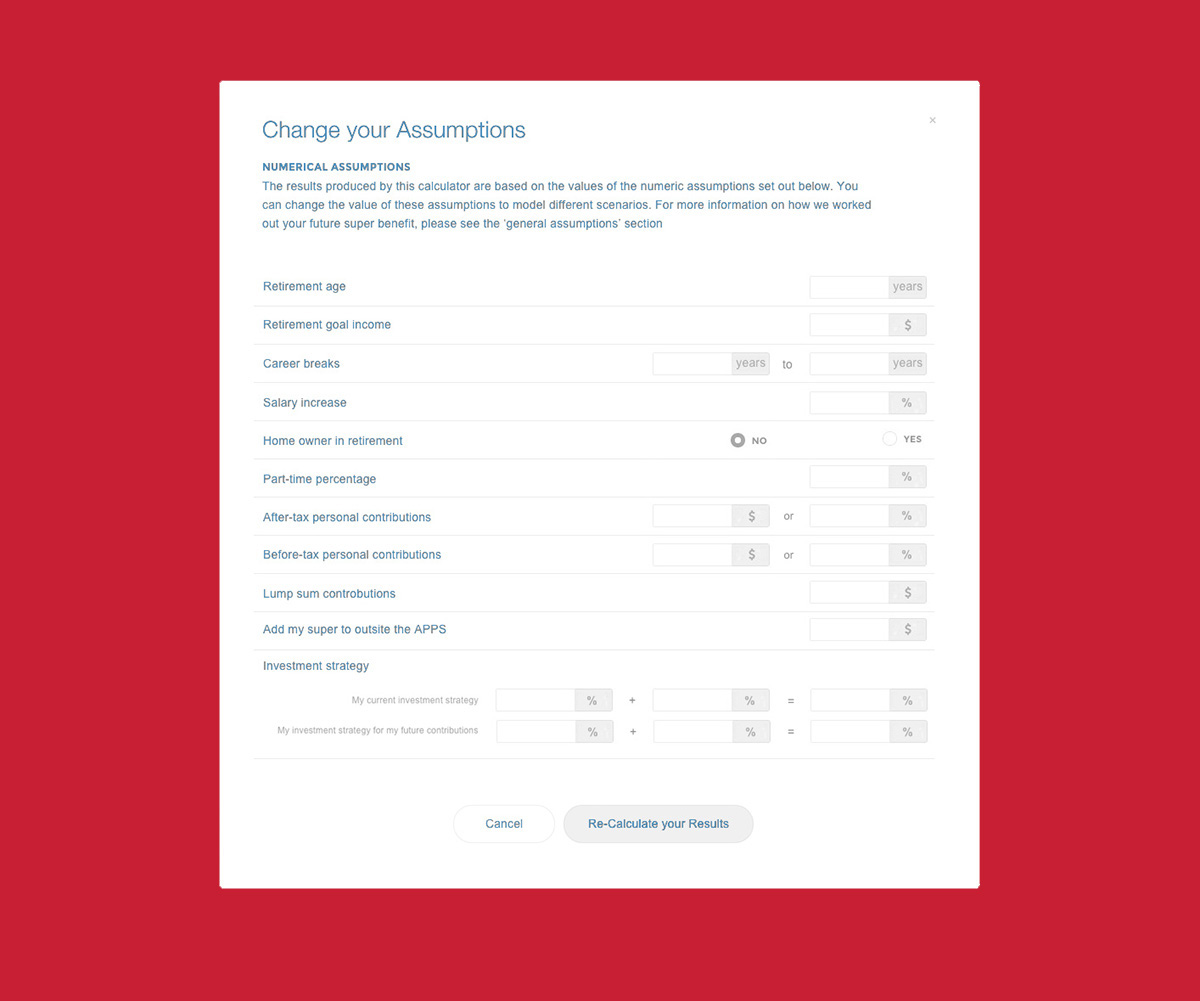 Change your Assumptions
×
NUMERICAL ASSUMPTIONS
The results produced by this calculator are based on the values of the numeric assumptions set out below. You
can change the value of these assumptions to model different scenarios. For more information on how we worked
out your future super benefit, please see the ‘general assumptions’ section
Retirement age years
Retirement goal income $
Career breaks years to years
Salary increase %
Home owner in retirement NO YES
Part-time percentage %
After-tax personal contributions $ or %
Before-tax personal contributions $ or %
Lump sum controbutions $
Add my super to outsite the APPS $
Investment strategy
My current investment strategy % + % = %
My investment strategy for my future contributions % + % = %
Cancel Re-Calculate your Results